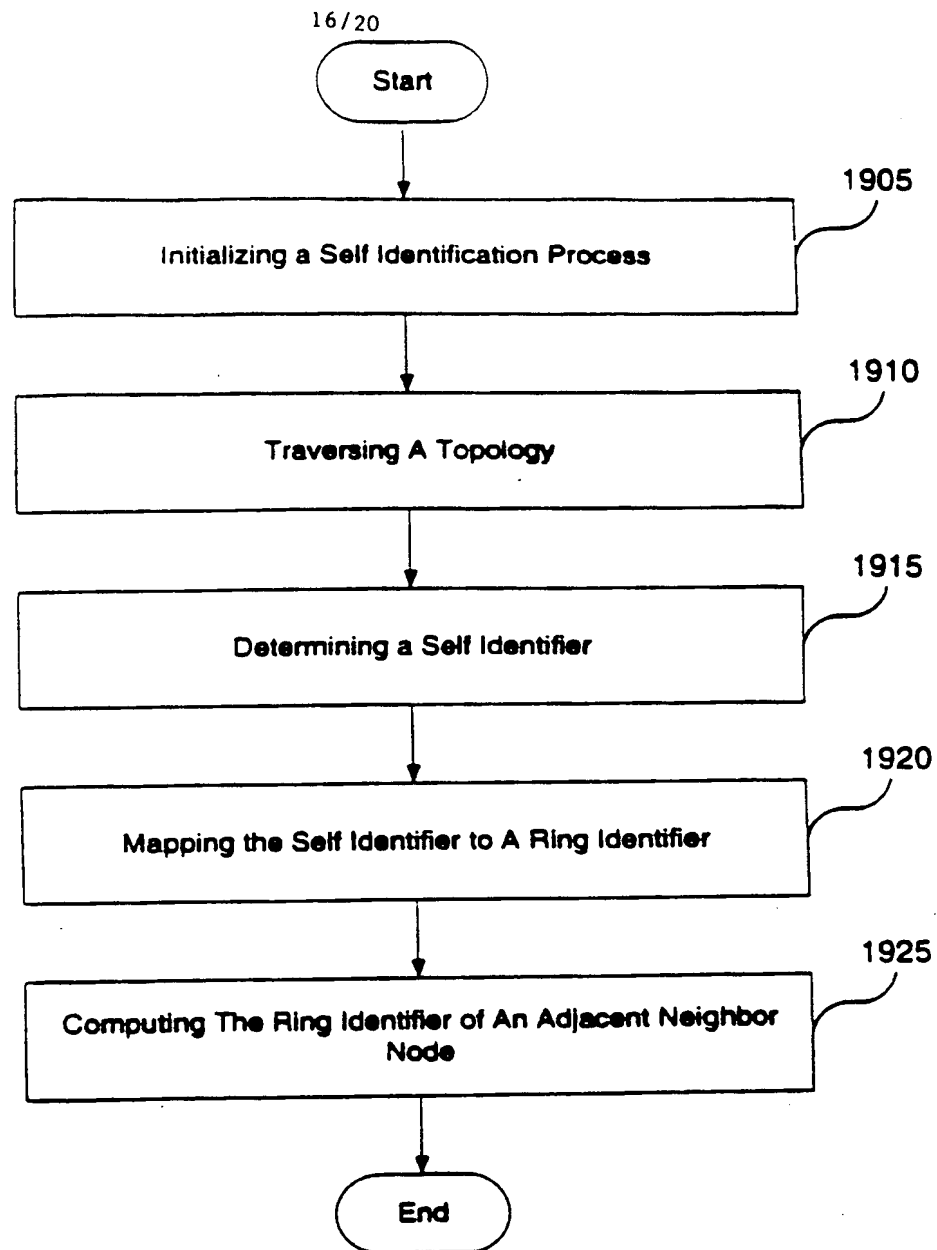 16/20
Start
1905
Initializing a Self Identification Process
1910
Traversing A Topology
1915
Determining a Self Identifier
1920
Mapping the Self Identifier to A Ring Identifier
1925
Computing The Ring Identifier of An Adjacent Neighbor
Node
End